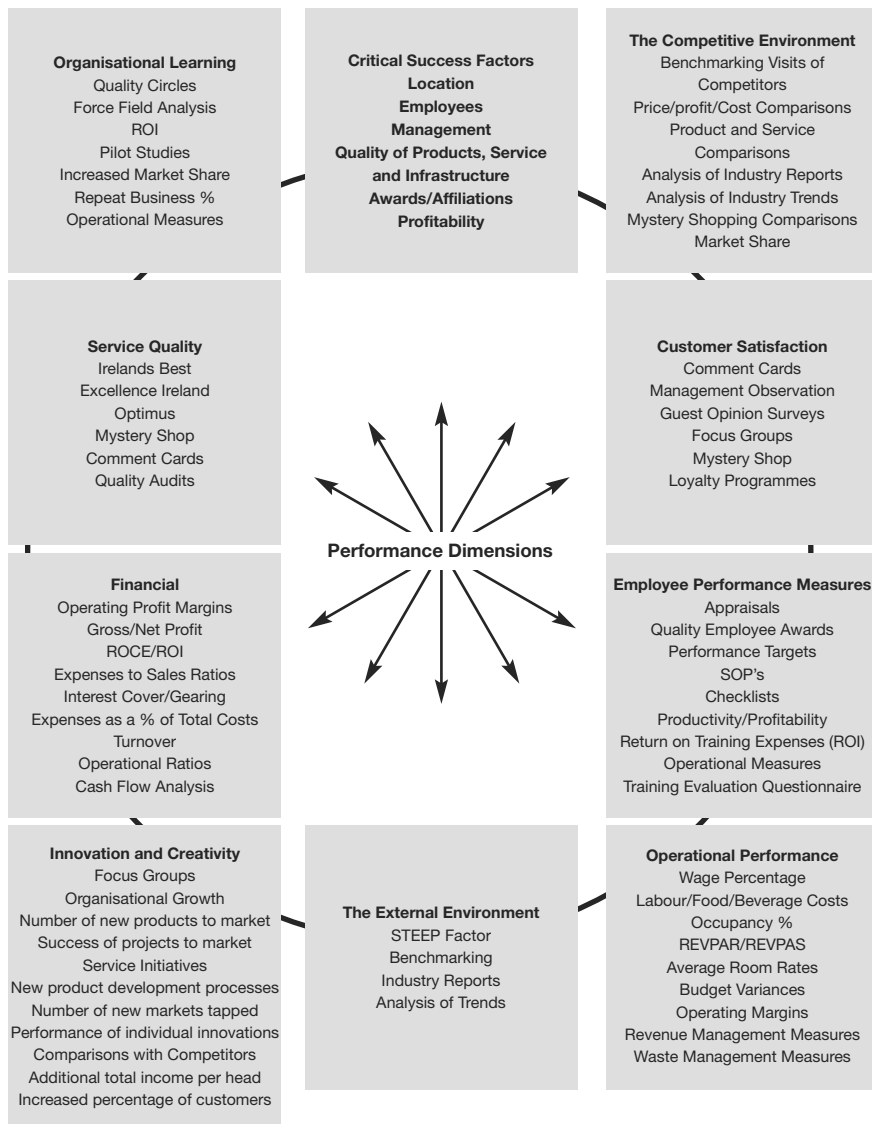 Organisational Learning
Quality Circles
Force Field Analysis
ROI
Pilot Studies
Increased Market Share
Repeat Business %
Operational Measures
Critical Success Factors
Location
Employees
Management
Quality of Products, Service
and Infrastructure
Awards/Affiliations
Profitability
The Competitive Environment
Benchmarking Visits of
Competitors
Price/profit/Cost Comparisons
Product and Service
Comparisons
Analysis of Industry Reports
Analysis of Industry Trends
Mystery Shopping Comparisons
Market Share
Service Quality
Irelands Best
Excellence Ireland
Optimus
Mystery Shop
Comment Cards
Quality Audits
Customer Satisfaction
Comment Cards
Management Observation
Guest Opinion Surveys
Focus Groups
Mystery Shop
Loyalty Programmes
Performance Dimensions
Financial
Operating Profit Margins
Gross/Net Profit
ROCE/ROI
Expenses to Sales Ratios
Interest Cover/Gearing
Expenses as a % of Total Costs
Turnover
Operational Ratios
Cash Flow Analysis
Employee Performance Measures
Appraisals
Quality Employee Awards
Performance Targets
SOP's
Checklists
Productivity/Profitability
Return on Training Expenses (ROI)
Operational Measures
Training Evaluation Questionnaire
Innovation and Creativity
Focus Groups
Organisational Growth
Number of new products to market
Success of projects to market
Service Initiatives
New product development processes
Number of new markets tapped
Performance of individual innovations
Comparisons with Competitors
Additional total income per head
Increased percentage of customers
The External Environment
STEEP Factor
Benchmarking
Industry Reports
Analysis of Trends
Operational Performance
Wage Percentage
Labour/Food/Beverage Costs
Occupancy %
REVPAR/REVPAS
Average Room Rates
Budget Variances
Operating Margins
Revenue Management Measures
Waste Management Measures